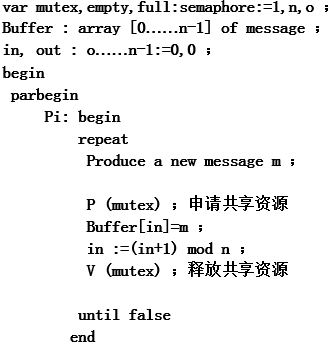 var mutex,empty,full:semaphore:=1,n,o ;
Buffer : array [0......n-1] of message ;
in, out : o......n-1:=0,0 ;
begin
parbegin
Pi: begin
repeat
Produce a new message m ;
P (mutex) ; 申请共享资源
Buffer[in]=m ;
in :=(in+1) mod n ;
V (mutex) ; 释放共享资源
until false
end